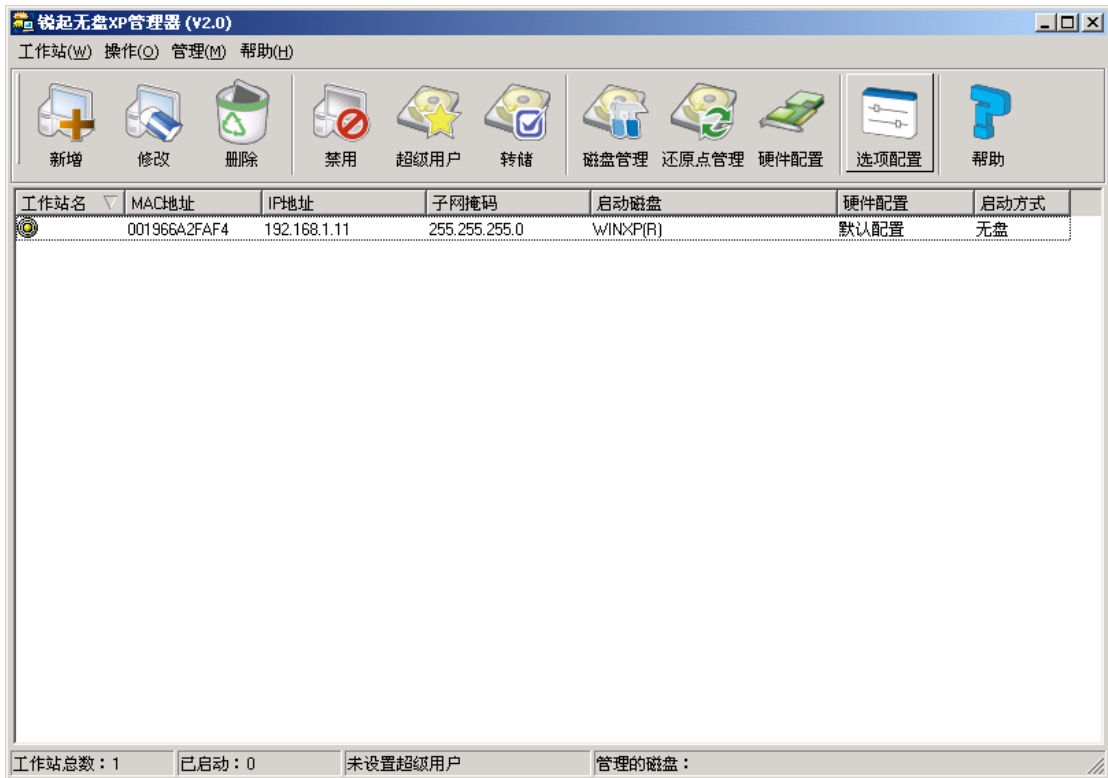 锐起无盘XP管理器 (V2.0)
工作站(W) 操作(O) 管理(M) 帮助(H)
新增 修改 删除 禁用 超级用户 转储 磁盘管理 还原点管理 硬件配置 选项配置 帮助
工作站名 MAC地址 IP地址 子网掩码 启动磁盘 硬件配置 启动方式
001966A2FAF4 192.168.1.11 255.255.255.0 WINXP(R) 默认配置 无盘
工作站总数：1 已启动：0 未设置超级用户 管理的磁盘：